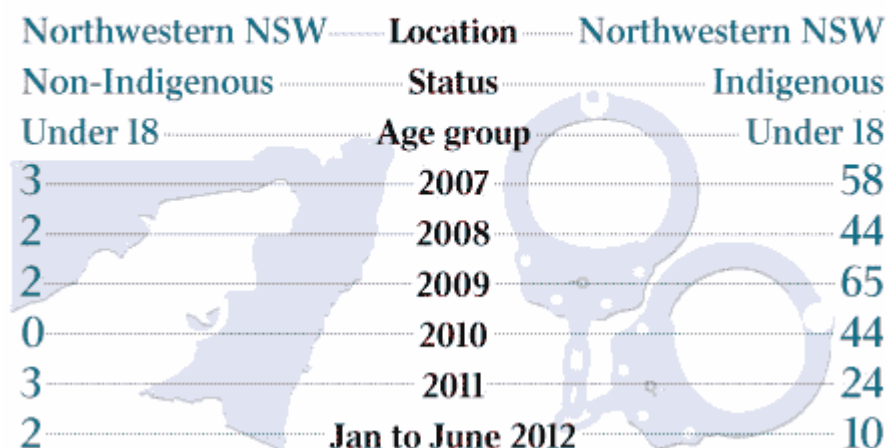 Northwestern NSW Location Northwestern NSW
Non-Indigenous Status Indigenous
Under 18 Age group Under 18
3 2007 58
2 2008 44
2 2009 65
0 2010 44
3 2011 24
2 Jan to June 2012 10